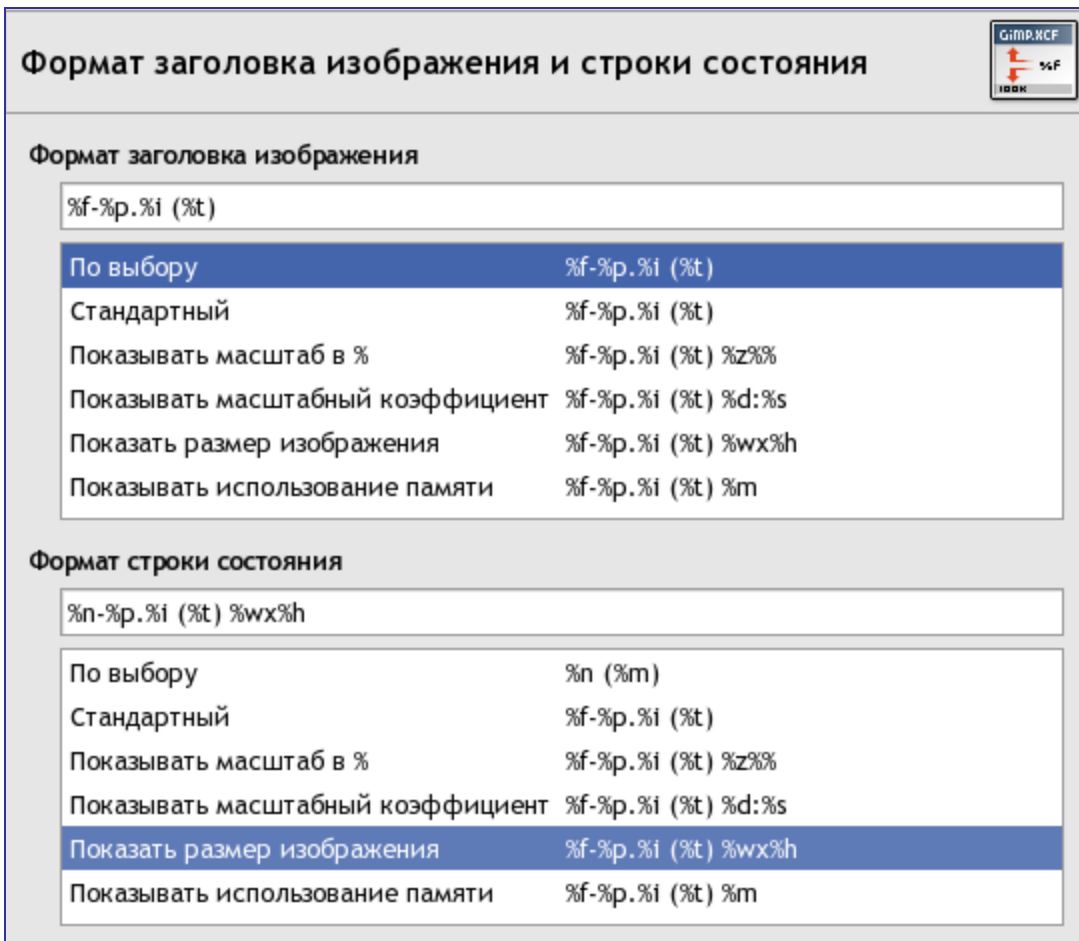 Формат заголовка изображения и строки состояния
GIMP.XCF
%F
100K
Формат заголовка изображения
%f-%p.%i (%t)
По выбору %f-%p.%i (%t)
Стандартный %f-%p.%i (%t)
Показывать масштаб в % %f-%p.%i (%t) %z%%
Показывать масштабный коэффициент %f-%p.%i (%t) %d:%s
Показать размер изображения %f-%p.%i (%t) %wx%h
Показывать использование памяти %f-%p.%i (%t) %m
Формат строки состояния
%n-%p.%i (%t) %wx%h
По выбору %n (%m)
Стандартный %f-%p.%i (%t)
Показывать масштаб в % %f-%p.%i (%t) %z%%
Показывать масштабный коэффициент %f-%p.%i (%t) %d:%s
Показать размер изображения %f-%p.%i (%t) %wx%h
Показывать использование памяти %f-%p.%i (%t) %m